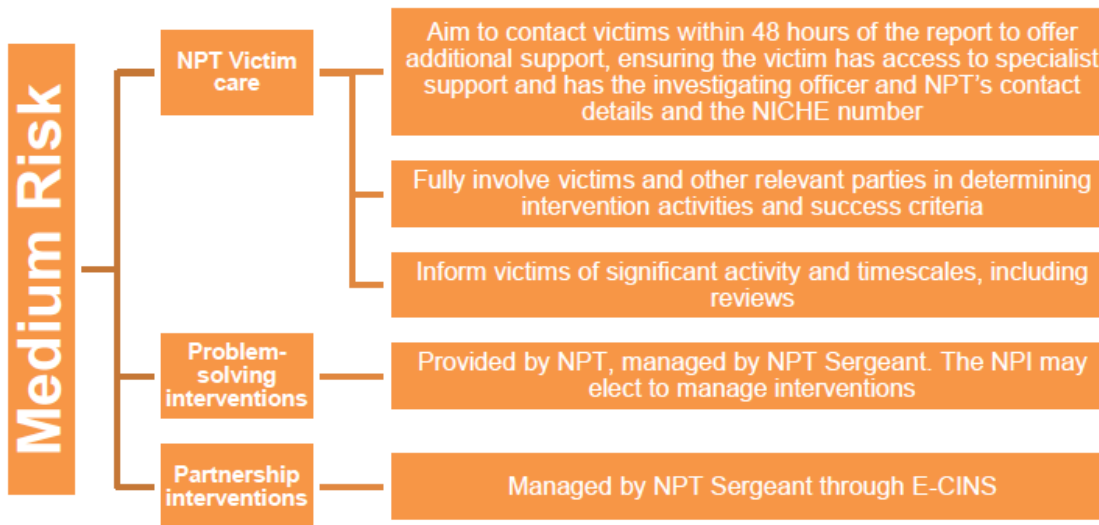 Medium Risk
NPT Victim
care
Aim to contact victims within 48 hours of the report to offer
additional support, ensuring the victim has access to specialist
support and has the investigating officer and NPT's contact
details and the NICHE number
Fully involve victims and other relevant parties in determining
intervention activities and success criteria
Inform victims of significant activity and timescales, including
reviews
Problem-
solving
interventions
Provided by NPT, managed by NPT Sergeant. The NPI may
elect to manage interventions
Partnership
interventions
Managed by NPT Sergeant through E-CINS